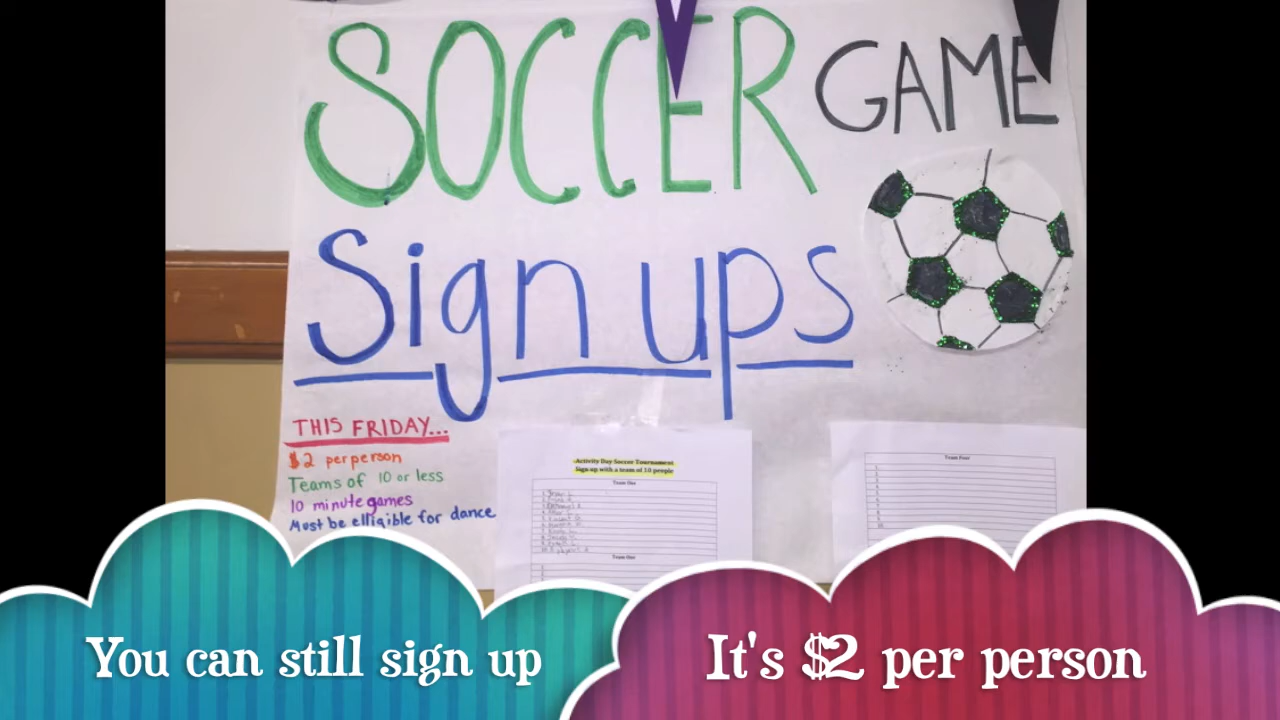 SOCCER GAME
Sign ups
THIS FRIDAY...
$2 per person
Teams of 10 or less
10 minute games
Must be elligible for dance
Activity Day Soccer Tournament
Sign up with a team of 10 people
Team One
Team One
Team Four
You can still sign up
It's $2 per person